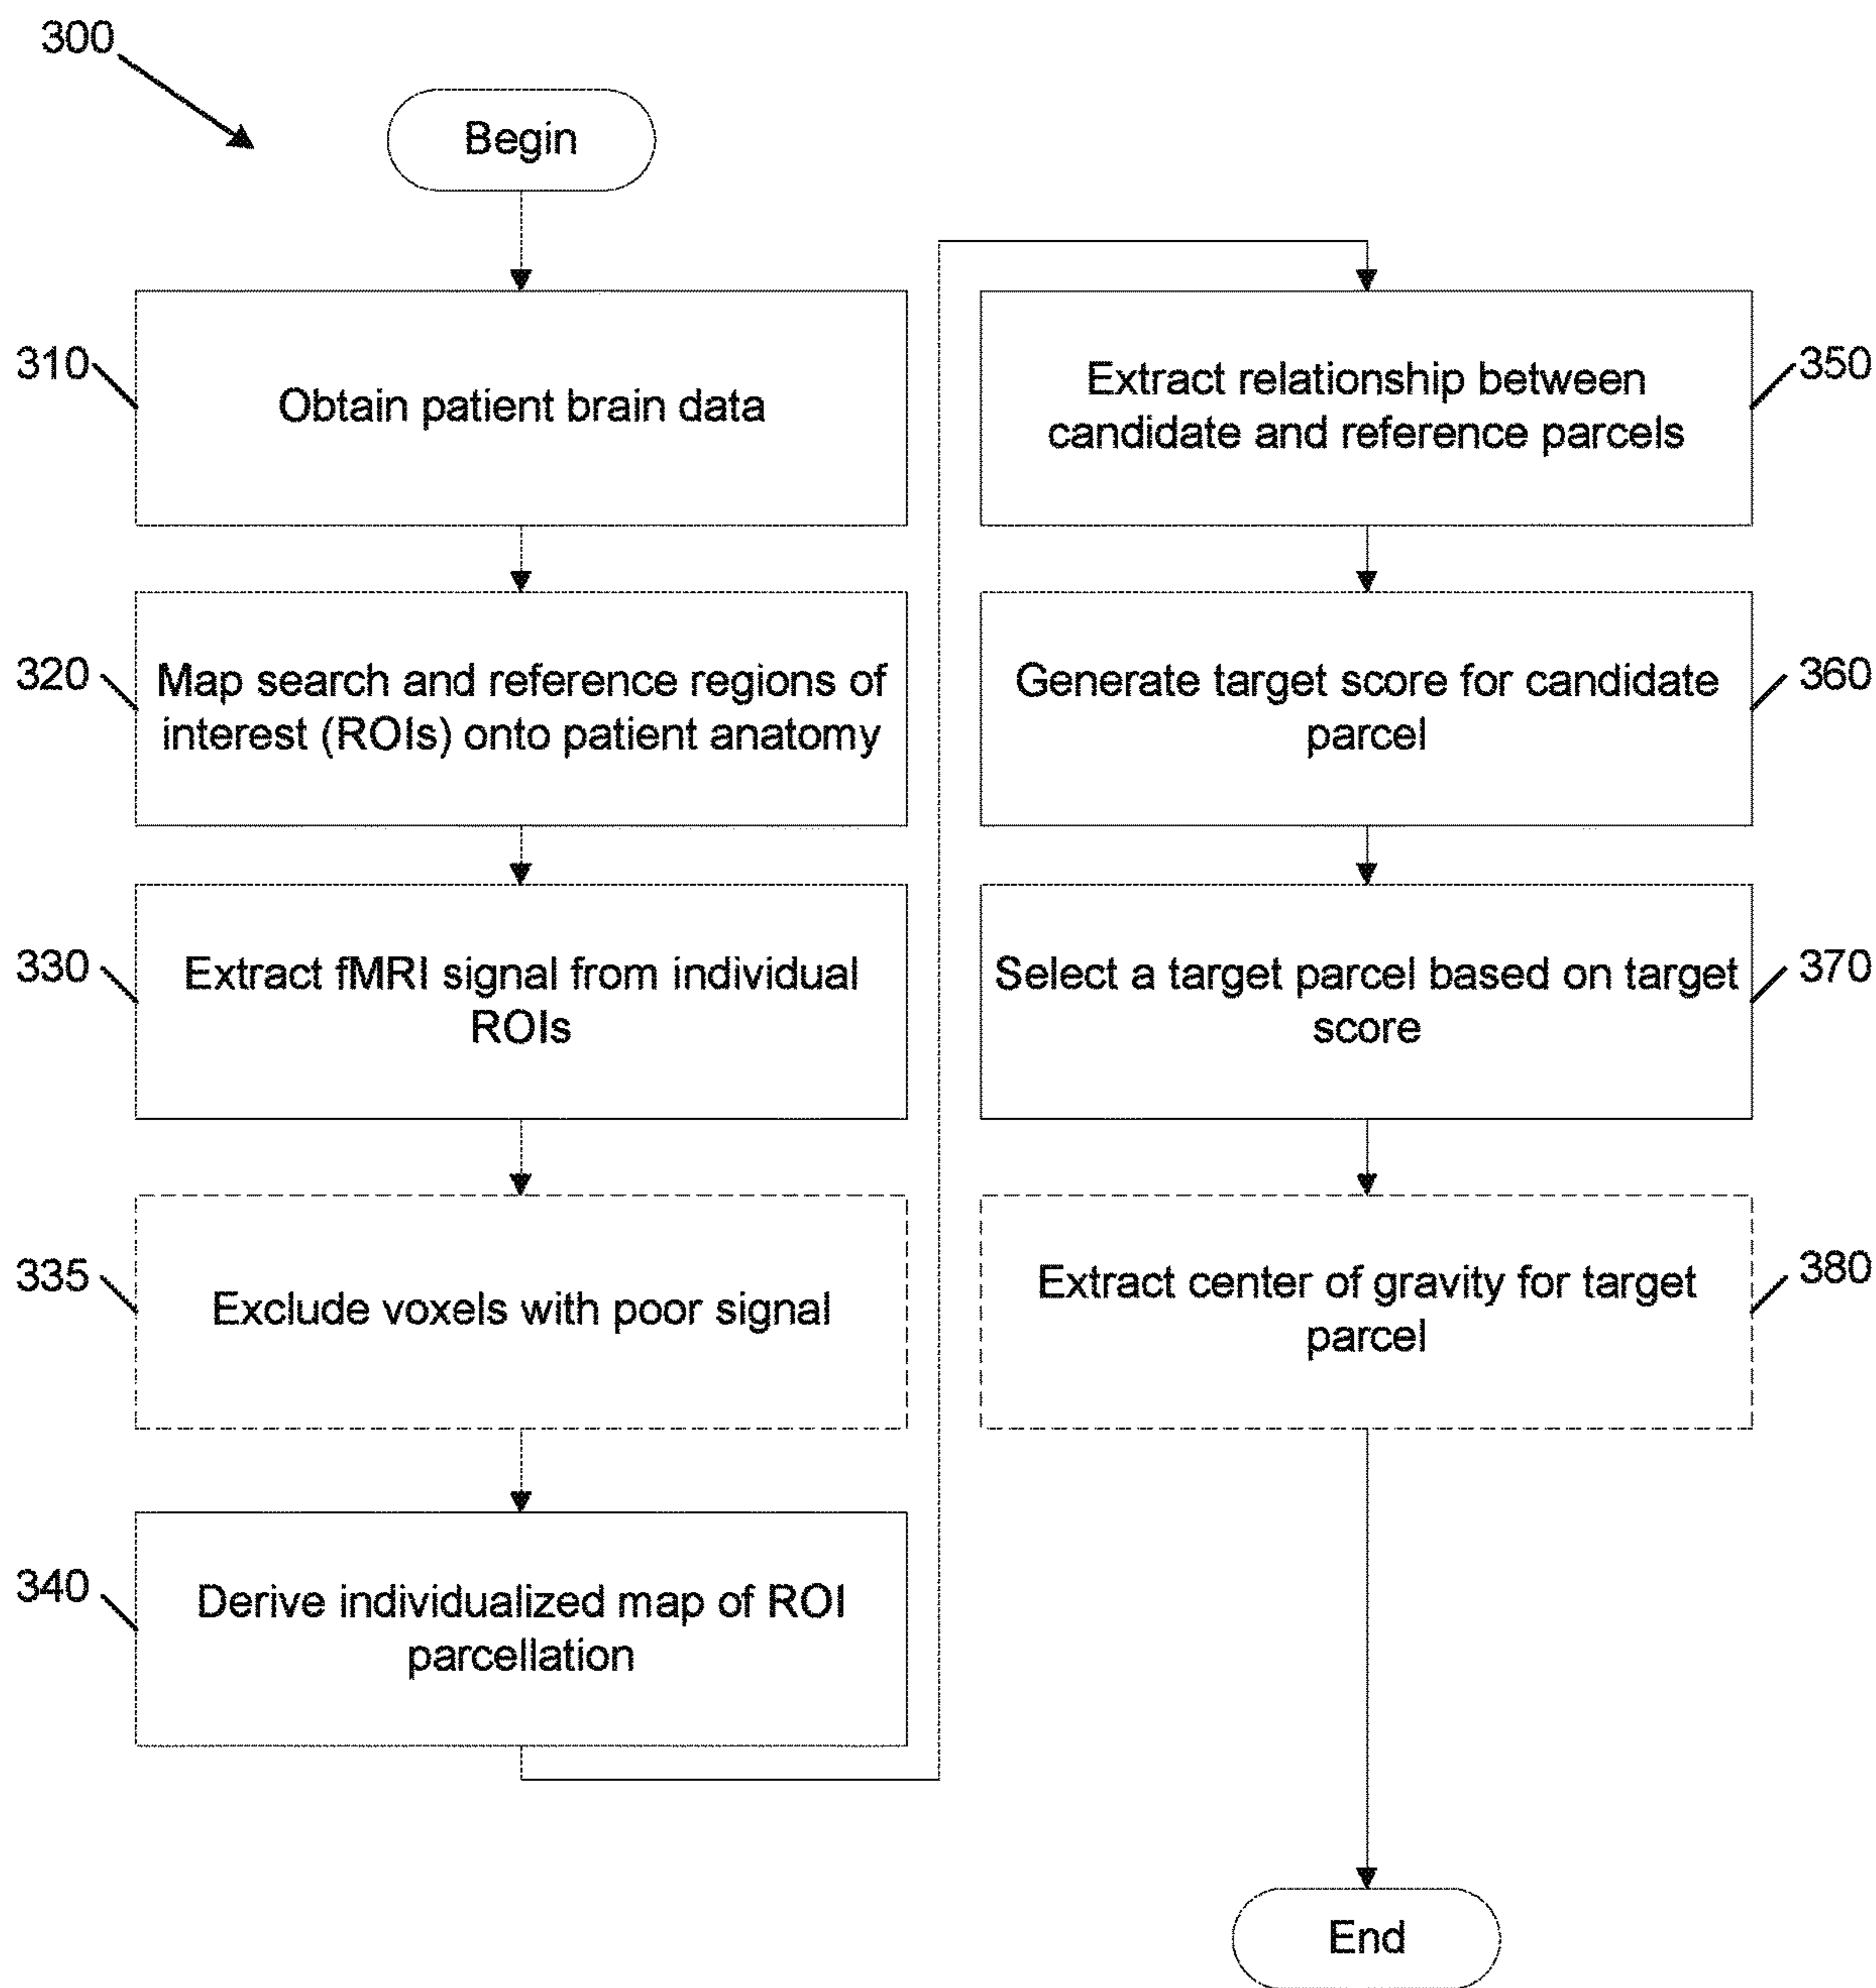 300
Begin
310
Obtain patient brain data
320
Map search and reference regions of
interest (ROIs) onto patient anatomy
330
Extract fMRI signal from individual
ROIs
335
Exclude voxels with poor signal
340
Derive individualized map of ROI
parcellation
350
Extract relationship between
candidate and reference parcels
360
Generate target score for candidate
parcel
370
Select a target parcel based on target
score
380
Extract center of gravity for target
parcel
End